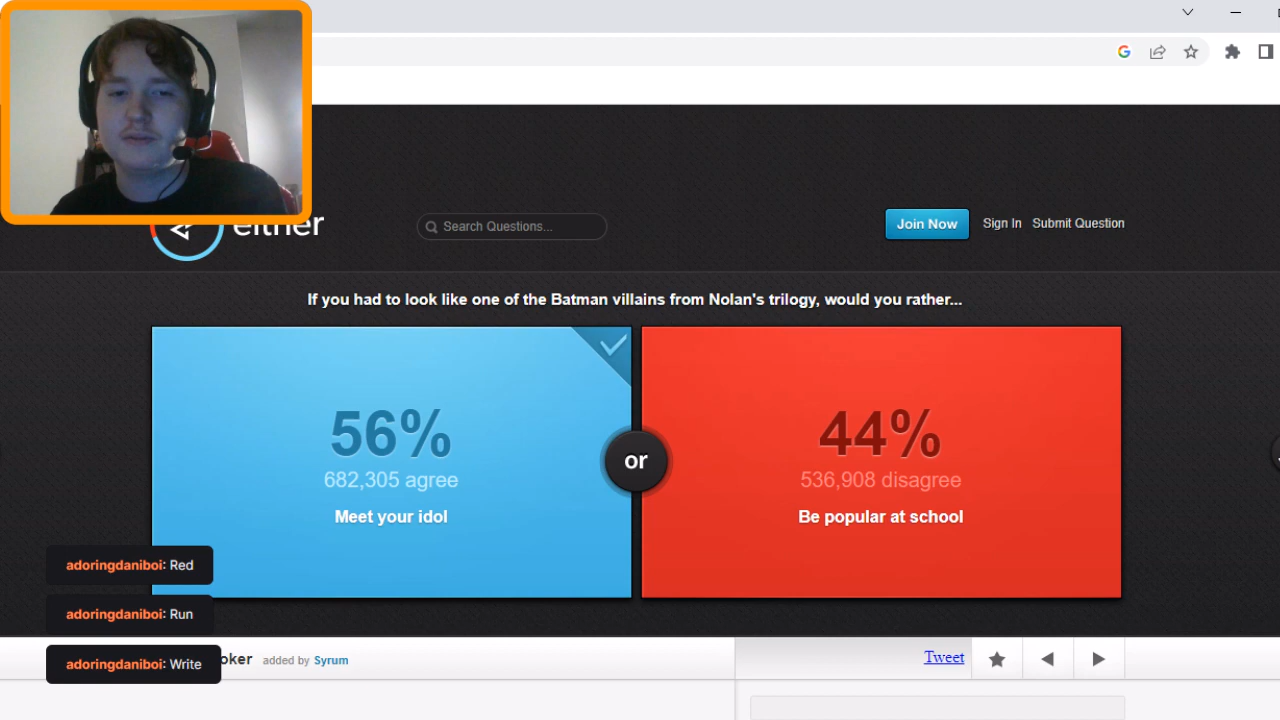 either
Search Questions...
Join Now
Sign In
Submit Question
If you had to look like one of the Batman villains from Nolan's trilogy, would you rather...
56%
682,305 agree
Meet your idol
or
44%
536,908 disagree
Be popular at school
adoringdaniboi: Red
adoringdaniboi: Run
adoringdaniboi: Write
oker added by Syrum
Tweet